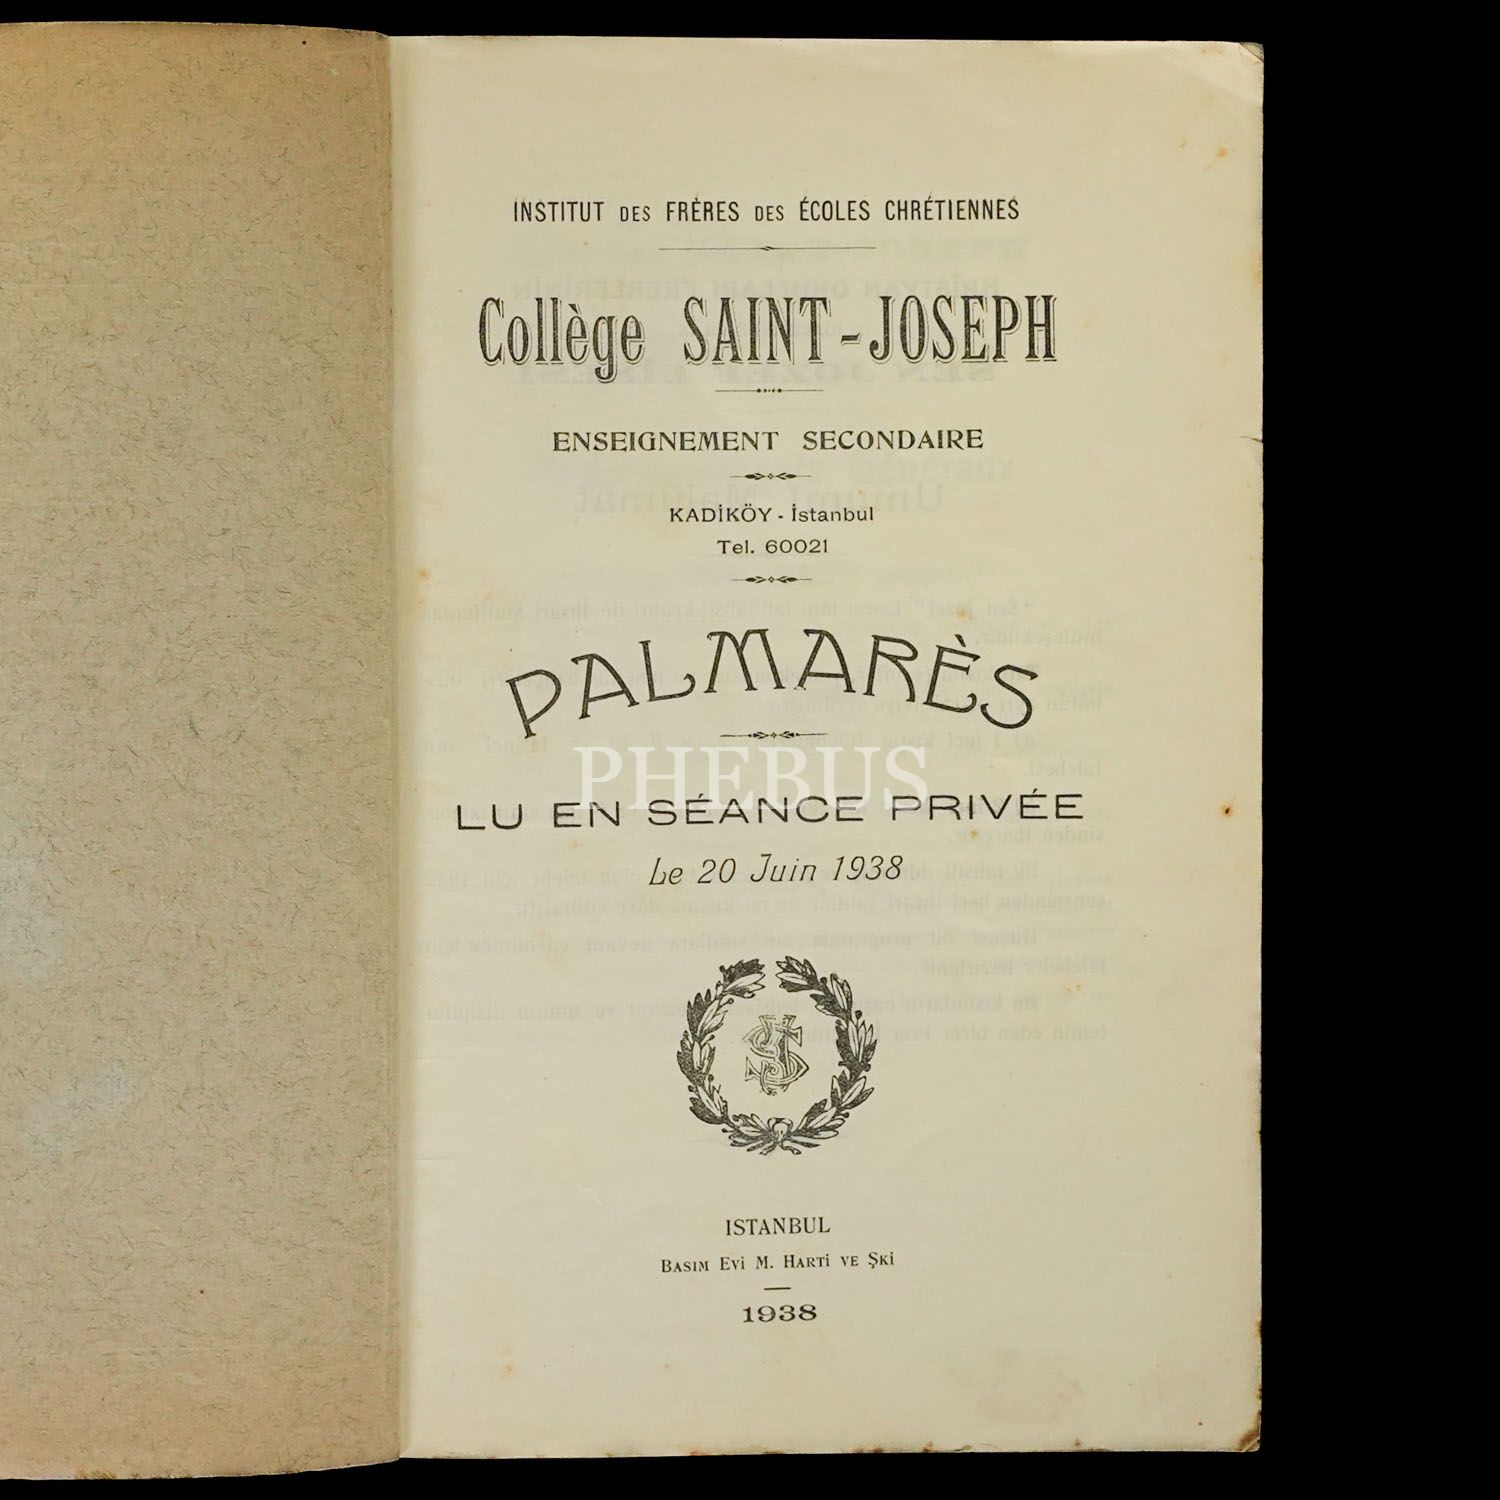 INSTITUT DES FRÈRES DES ÉCOLES CHRÉTIENNES
Collège SAINT-JOSEPH
ENSEIGNEMENT SECONDAIRE
KADİKÖY - İstanbul
Tel. 60021
PALMARÈS
PHEBUS
LU EN SÉANCE PRIVÉE
Le 20 Juin 1938
ISTANBUL
BASIM EVİ M. HARTİ VE ŞKİ
1938